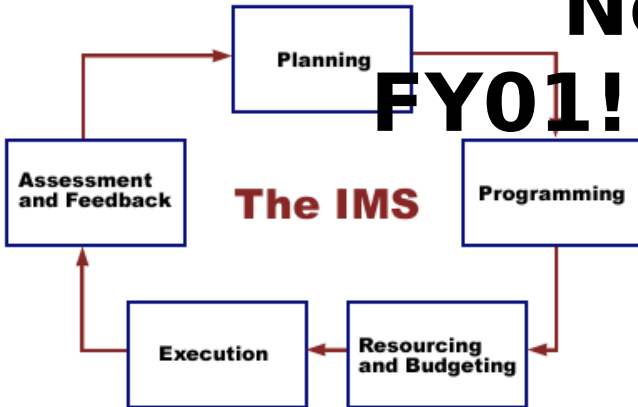 Planning
FY01!
Assessment
and Feedback
The IMS
Programming
Execution
Resourcing
and Budgeting